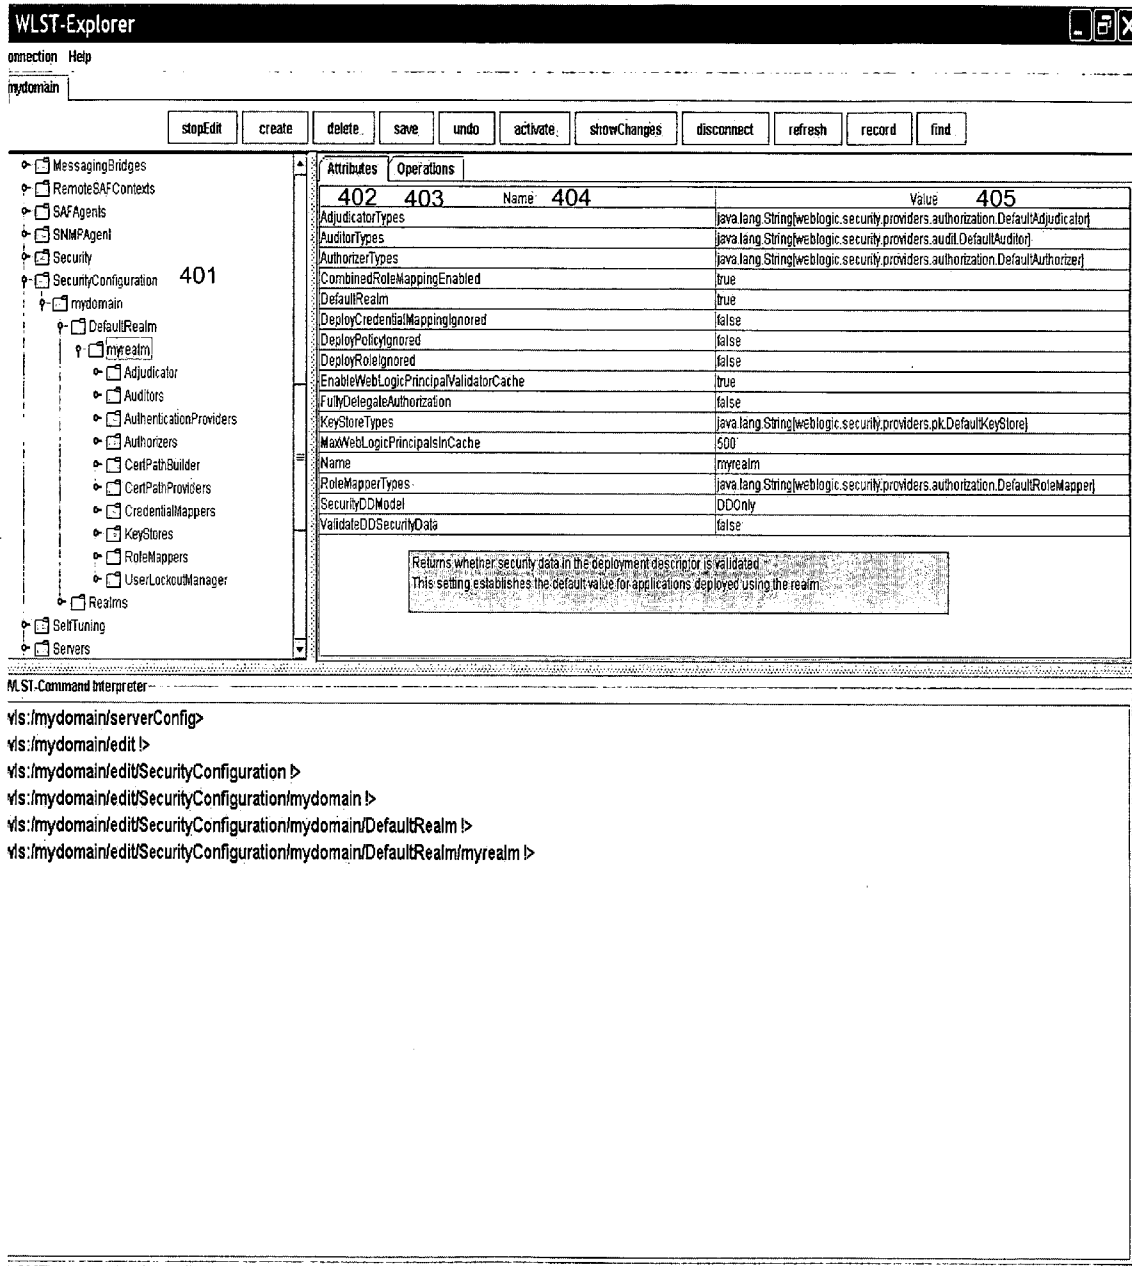 WLST-Explorer
onnection Help
mydomain
stopEdit create delete save undo activate showChanges disconnect refresh record find
MessagingBridges
RemoteSAFContexts
SAFAgents
SNMPAgent
Security
SecurityConfiguration 401
mydomain
DefaultRealm
myrealm
Adjudicator
Auditors
AuthenticationProviders
Authorizers
CertPathBuilder
CertPathProviders
CredentialMappers
KeyStores
RoleMappers
UserLockoutManager
Realms
SelfTuning
Servers
Attributes Operations
402 403 Name 404 Value 405
AdjudicatorTypes java.lang.String[weblogic.security.providers.authorization.DefaultAdjudicator]
AuditorTypes java.lang.String[weblogic.security.providers.audit.DefaultAuditor]
AuthorizerTypes java.lang.String[weblogic.security.providers.authorization.DefaultAuthorizer]
CombinedRoleMappingEnabled true
DefaultRealm true
DeployCredentialMappingIgnored false
DeployPolicyIgnored false
DeployRoleIgnored false
EnableWebLogicPrincipalValidatorCache true
FullyDelegateAuthorization false
KeyStoreTypes java.lang.String[weblogic.security.providers.pk.DefaultKeyStore]
MaxWebLogicPrincipalsInCache 500
Name myrealm
RoleMapperTypes java.lang.String[weblogic.security.providers.authorization.DefaultRoleMapper]
SecurityDDModel DDOnly
ValidateDDSecurityData false
Returns whether security data in the deployment descriptor is validated
This setting establishes the default value for applications deployed using the realm
WLST-Command Interpreter
wls:/mydomain/serverConfig>
wls:/mydomain/edit !>
wls:/mydomain/edit/SecurityConfiguration !>
wls:/mydomain/edit/SecurityConfiguration/mydomain !>
wls:/mydomain/edit/SecurityConfiguration/mydomain/DefaultRealm !>
wls:/mydomain/edit/SecurityConfiguration/mydomain/DefaultRealm/myrealm !>